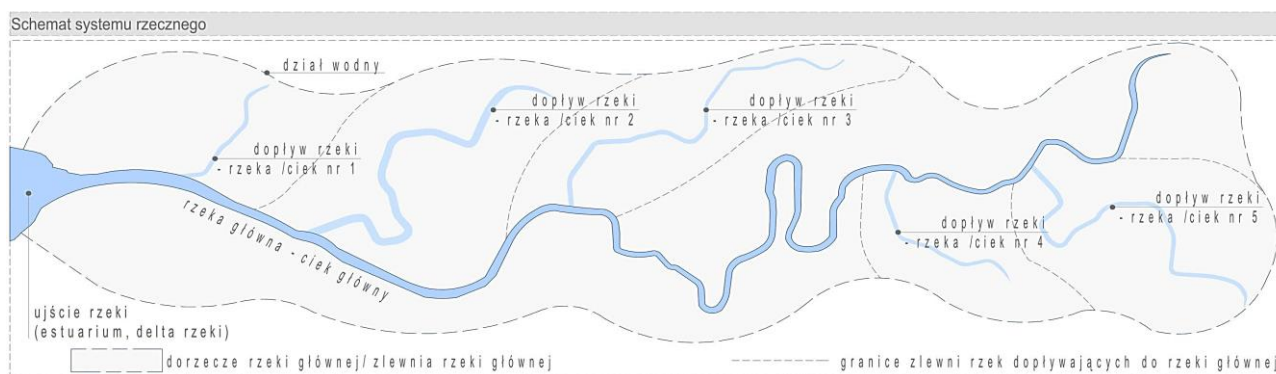 Schemat systemu rzecznego
dział wodny
dopływ rzeki
- rzeka /ciek nr 2
dopływ rzeki
- rzeka /ciek nr 3
dopływ rzeki
- rzeka /ciek nr 1
dopływ rzeki
- rzeka /ciek nr 5
dopływ rzeki
- rzeka /ciek nr 4
rzeka główna - ciek główny
ujście rzeki
(estuarium, delta rzeki)
dorzecze rzeki głównej/ zlewnia rzeki głównej
granice zlewni rzek dopływających do rzeki głównej